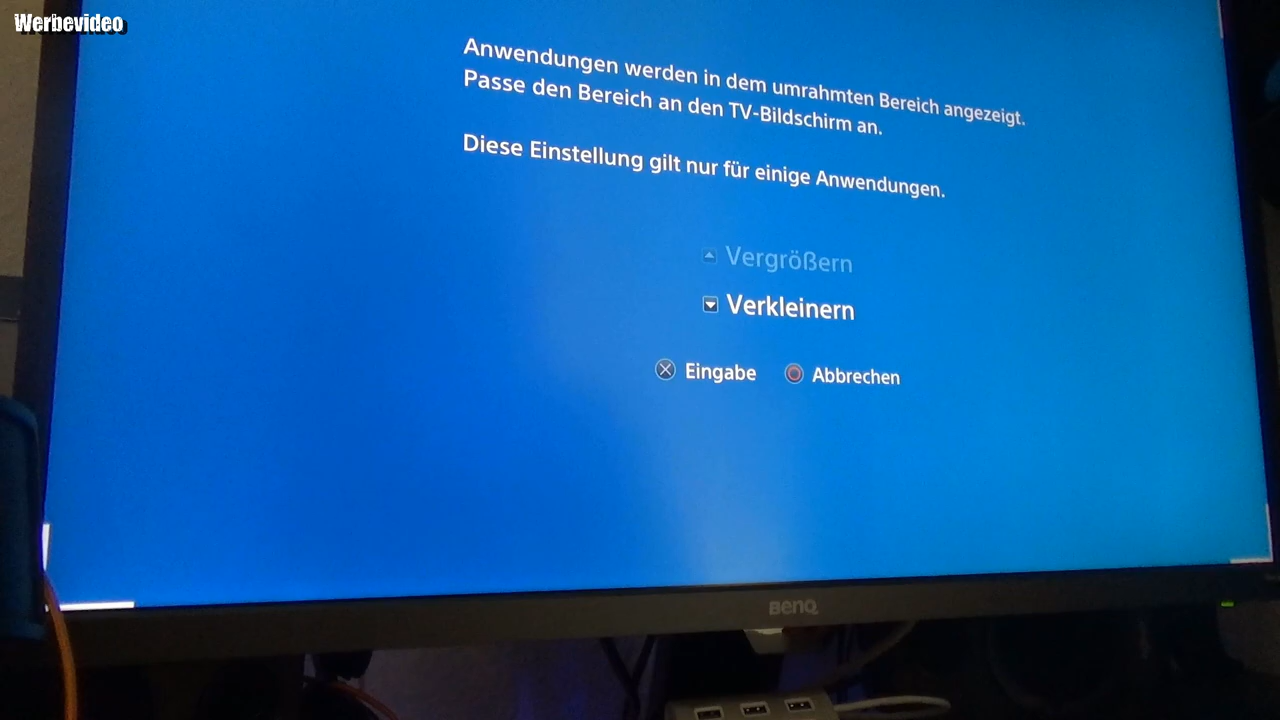 Werbevideo
Anwendungen werden in dem umrahmten Bereich angezeigt.
Passe den Bereich an den TV-Bildschirm an.
Diese Einstellung gilt nur für einige Anwendungen.
Vergrößern
Verkleinern
Eingabe Abbrechen
BenQ